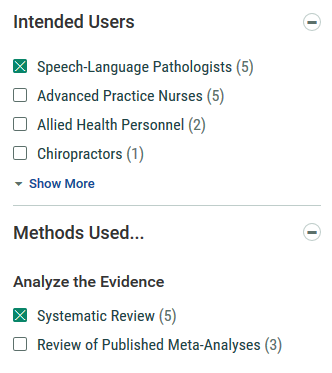 Intended Users
Speech-Language Pathologists (5)
Advanced Practice Nurses (5)
Allied Health Personnel (2)
Chiropractors (1)
Show More
Methods Used...
Analyze the Evidence
Systematic Review (5)
Review of Published Meta-Analyses (3)